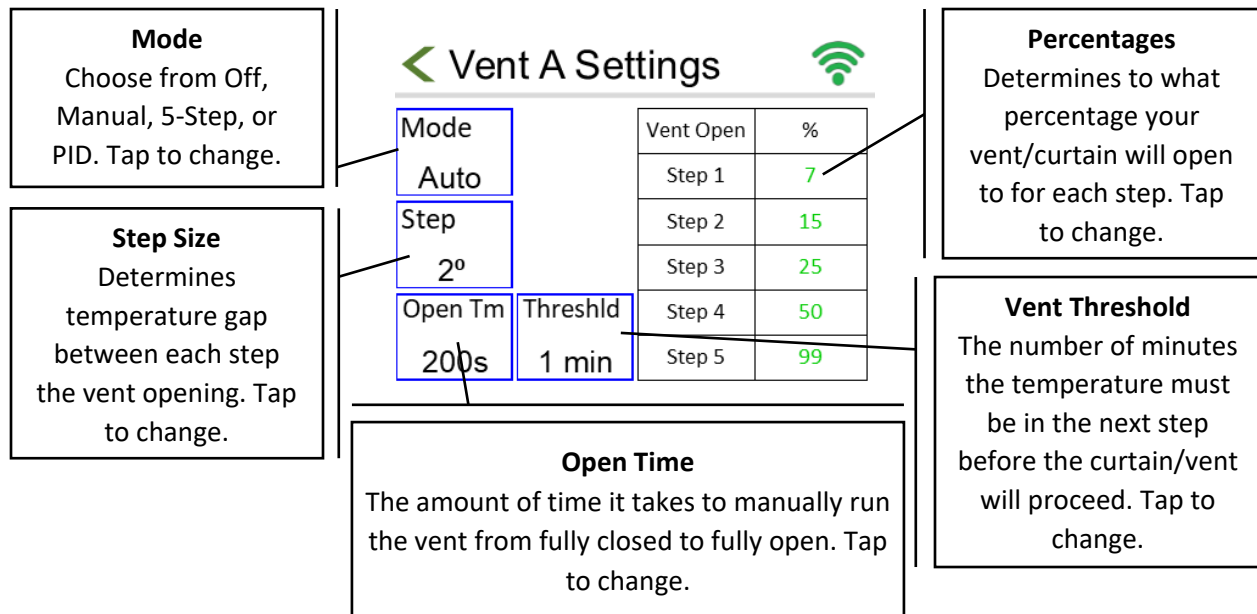 Mode
Choose from Off,
Manual, 5-Step, or
PID. Tap to change.
Step Size
Determines
temperature gap
between each step
the vent opening. Tap
to change.
Vent A Settings
Mode
Auto
Step
2º
Open Tm
200s
Threshld
1 min
Vent Open %
Step 1 7
Step 2 15
Step 3 25
Step 4 50
Step 5 99
Open Time
The amount of time it takes to manually run
the vent from fully closed to fully open. Tap
to change.
Percentages
Determines to what
percentage your
vent/curtain will open
to for each step. Tap
to change.
Vent Threshold
The number of minutes
the temperature must
be in the next step
before the curtain/vent
will proceed. Tap to
change.